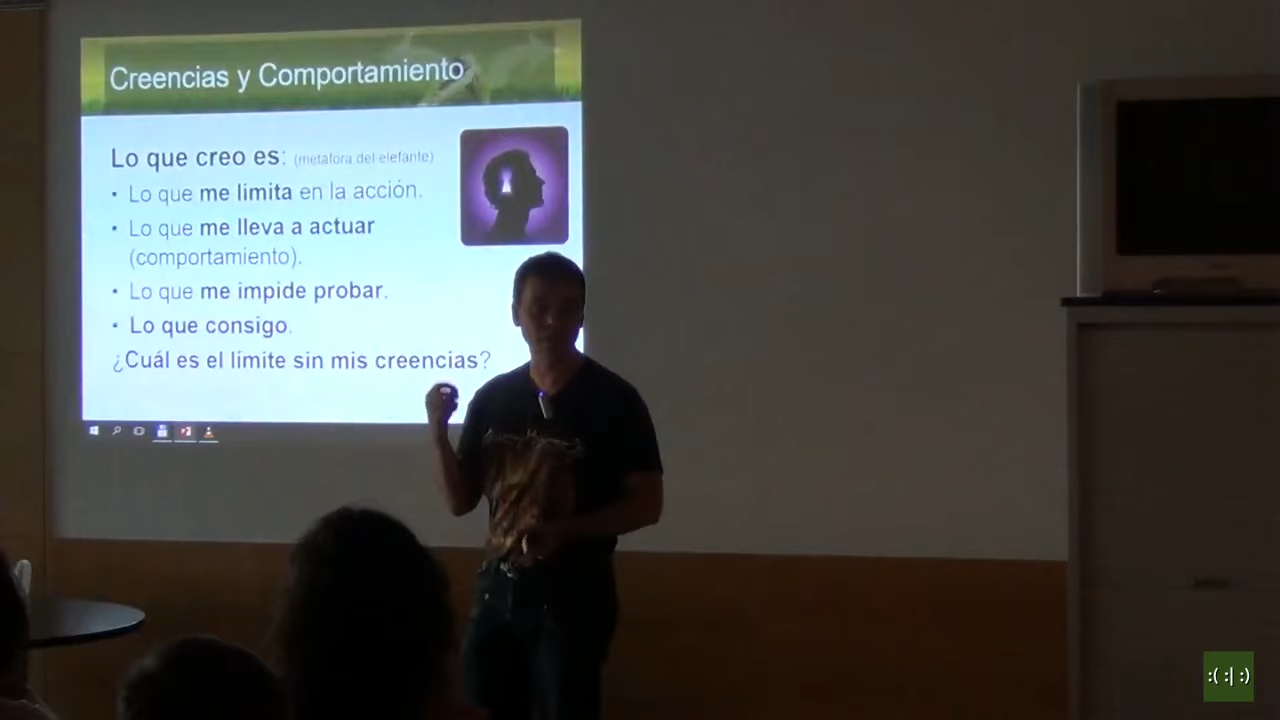 Creencias y Comportamiento
Lo que creo es: (metáfora del elefante)
• Lo que me limita en la acción.
• Lo que me lleva a actuar
(comportamiento).
• Lo que me impide probar.
• Lo que consigo.
¿Cuál es el límite sin mis creencias?
:( :| :)